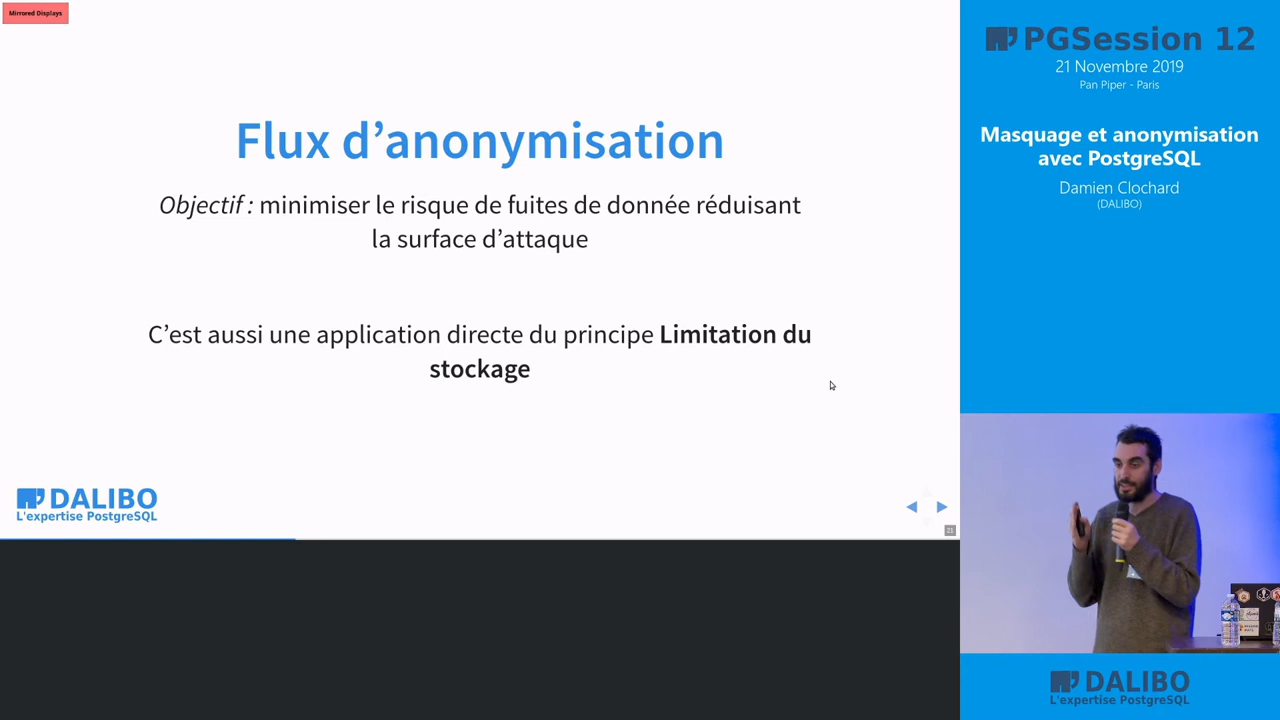 Mirrored Displays
Flux d’anonymisation
Objectif : minimiser le risque de fuites de donnée réduisant
la surface d’attaque
C’est aussi une application directe du principe Limitation du
stockage
DALIBO
L'expertise PostgreSQL
21
PGSession 12
21 Novembre 2019
Pan Piper - Paris
Masquage et anonymisation
avec PostgreSQL
Damien Clochard
(DALIBO)
DALIBO
L'expertise PostgreSQL